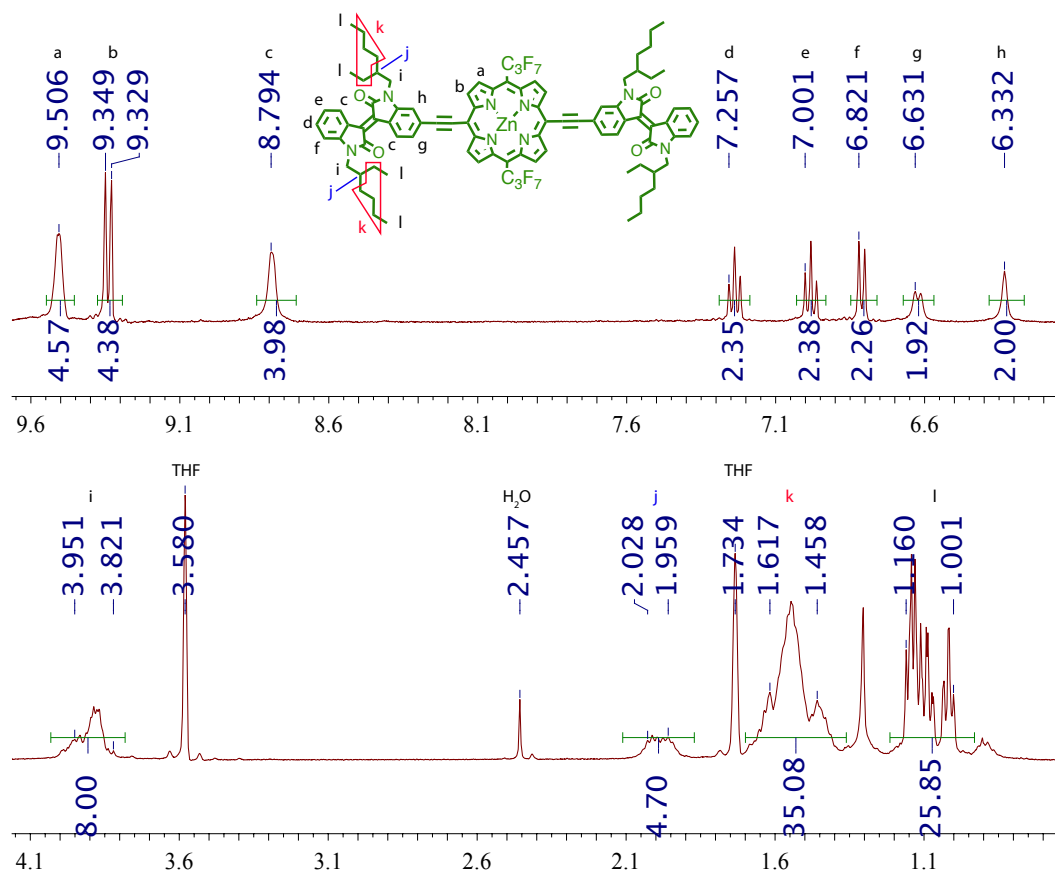 a b c d e f g h
9.506 9.349 9.329 8.794 7.257 7.001 6.821 6.631 6.332
l k j l i
C3F7
a b
e c h
d
f c g
N O O N
N N N N Zn
N O O N
C3F7
i l j k l
4.57 4.38 3.98 2.35 2.38 2.26 1.92 2.00
9.6 9.1 8.6 8.1 7.6 7.1 6.6
i THF H2O j THF k l
3.951 3.821 3.580 2.457 2.028 1.959 1.734 1.617 1.458 1.160 1.001
8.00 4.70 35.08 25.85
4.1 3.6 3.1 2.6 2.1 1.6 1.1